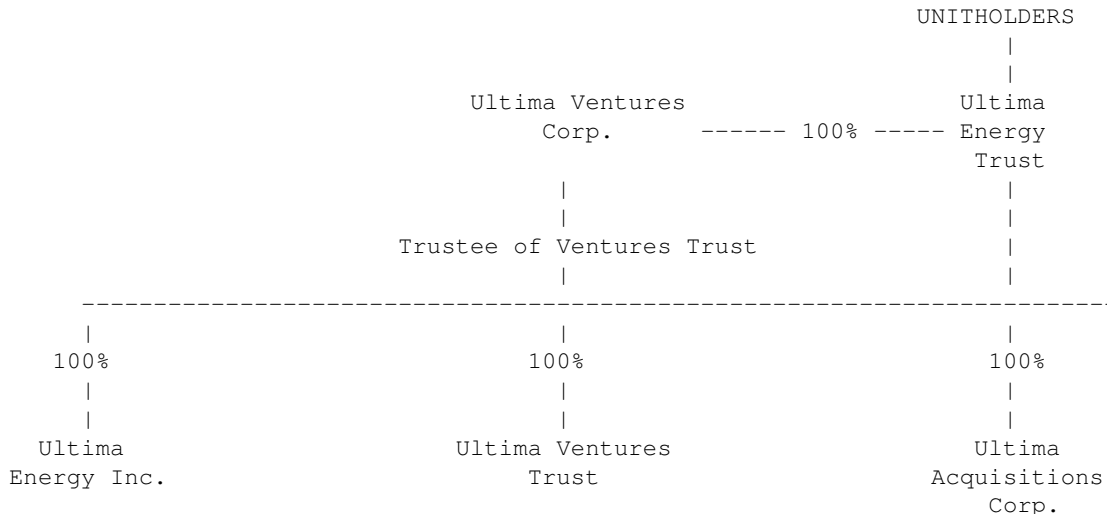 UNITHOLDERS
Ultima Ventures Ultima
Corp. ------ 100% ----- Energy
Trust
Trustee of Ventures Trust
100% 100% 100%
Ultima Ultima Ventures Ultima
Energy Inc. Trust Acquisitions
Corp.